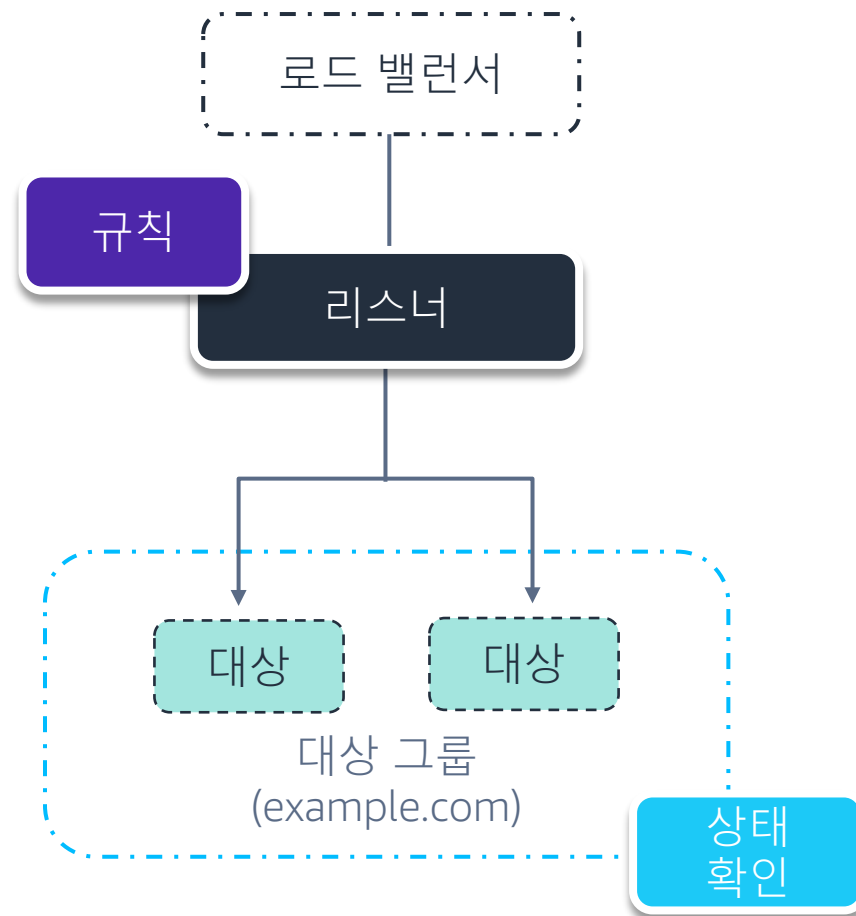 로드 밸런서
규칙
리스너
대상
대상
대상 그룹
(example.com)
상태
확인